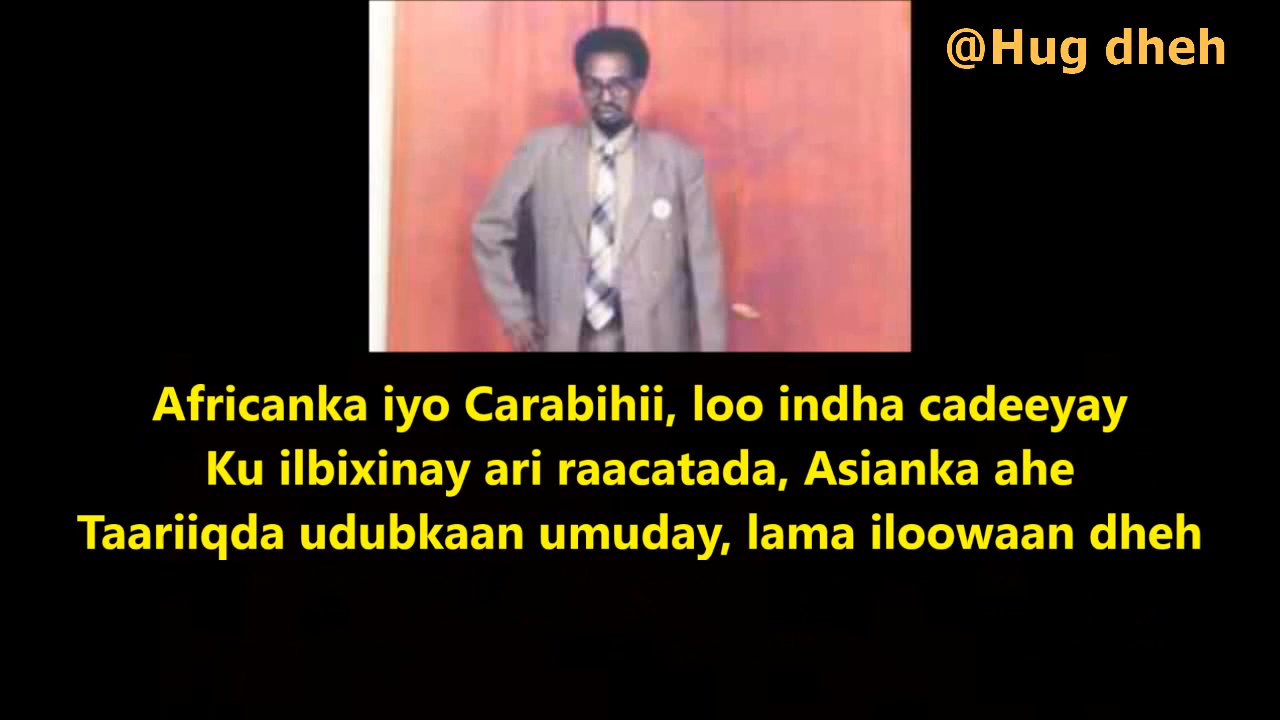 @Hug dheh
Africanka iyo Carabihii, loo indha cadeeyay
Ku ilbixinay ari raacatada, Asianka ahe
Taariiqda udubkaan umuday, lama iloowaan dheh